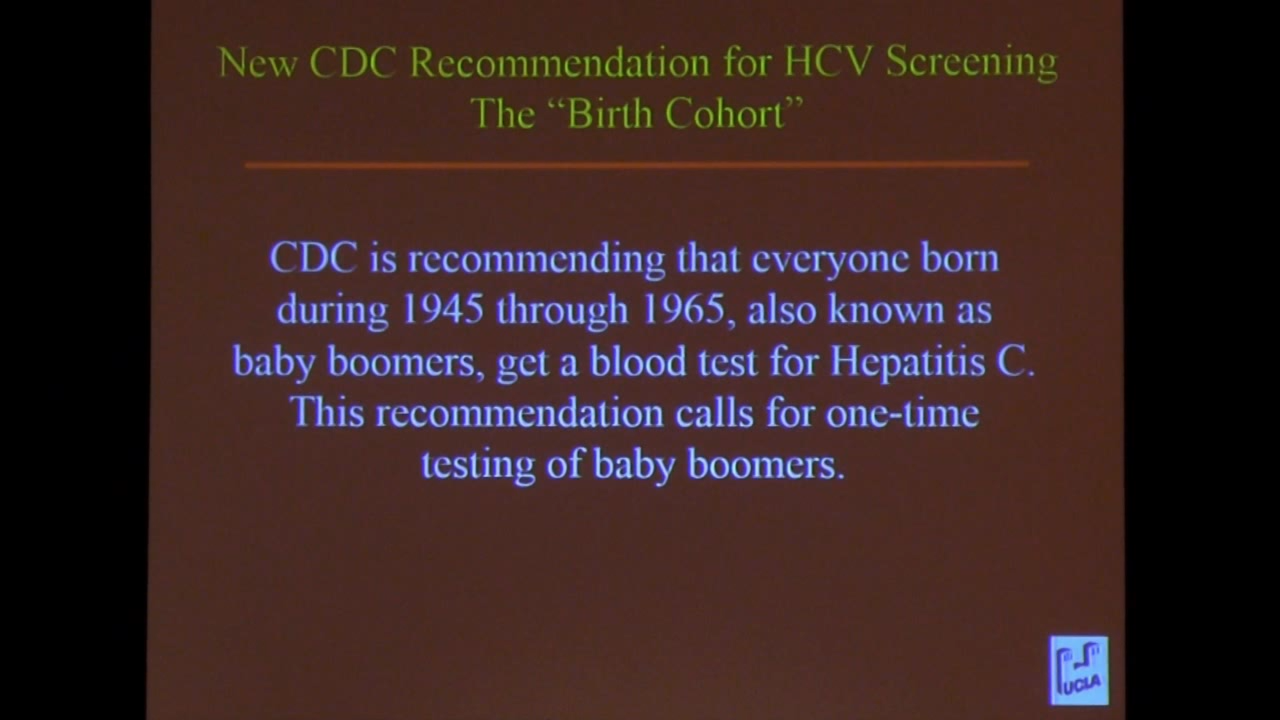 New CDC Recommendation for HCV Screening
The “Birth Cohort”
CDC is recommending that everyone born
during 1945 through 1965, also known as
baby boomers, get a blood test for Hepatitis C.
This recommendation calls for one-time
testing of baby boomers.
UCLA